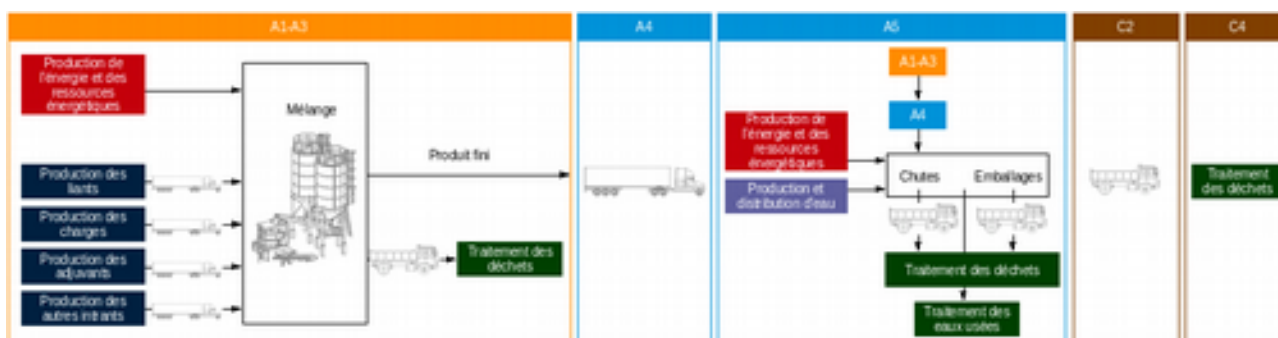 A1-A3
Production de
l'énergie et des
ressources
énergétiques
Mélange
Produit fini
Production des
liants
Production des
charges
Production des
adjuvants
Production des
autres intrants
Traitement des
déchets
A4
A5
A1-A3
A4
Production de
l'énergie et des
ressources
énergétiques
Production et
distribution d'eau
Chutes
Emballages
Traitement des déchets
Traitement des
eaux usées
C2
C4
Traitement
des déchets